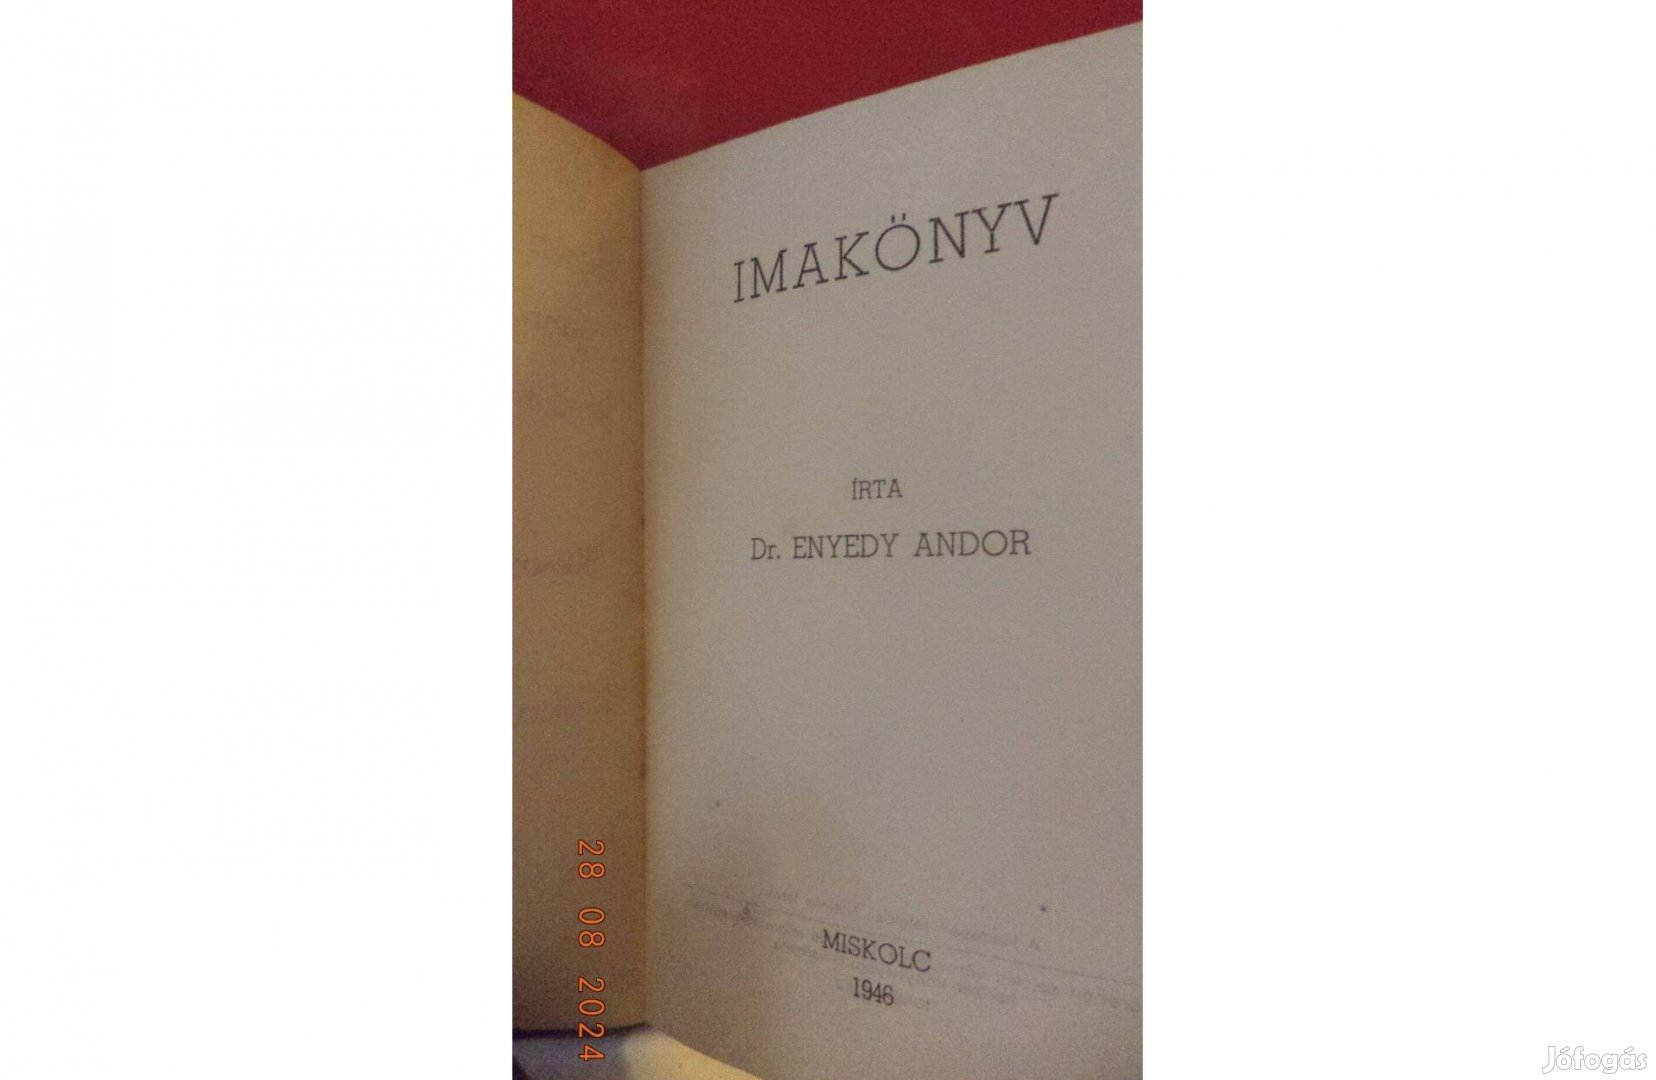 IMAKÖNYV
ÍRTA
Dr. ENYEDY ANDOR
MISKOLC
1946
28 08 2024
Jófogás